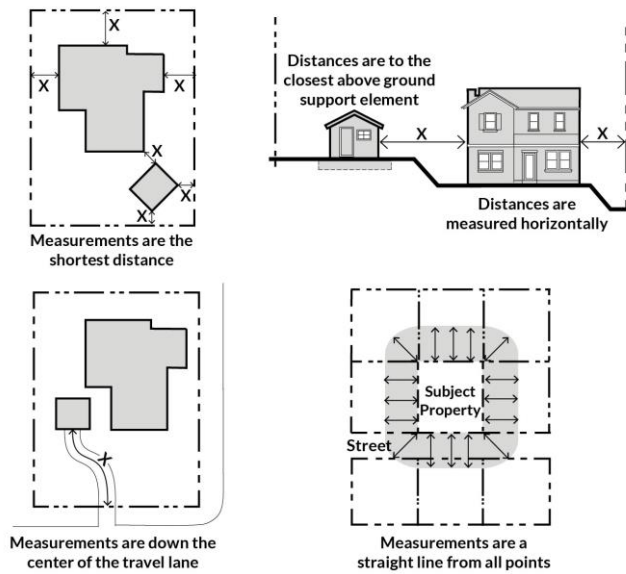 X
X
X
X
X
X
Measurements are the
shortest distance
Distances are to the
closest above ground
support element
X
X
Distances are
measured horizontally
X
Measurements are down the
center of the travel lane
Subject
Property
Street
Measurements are a
straight line from all points